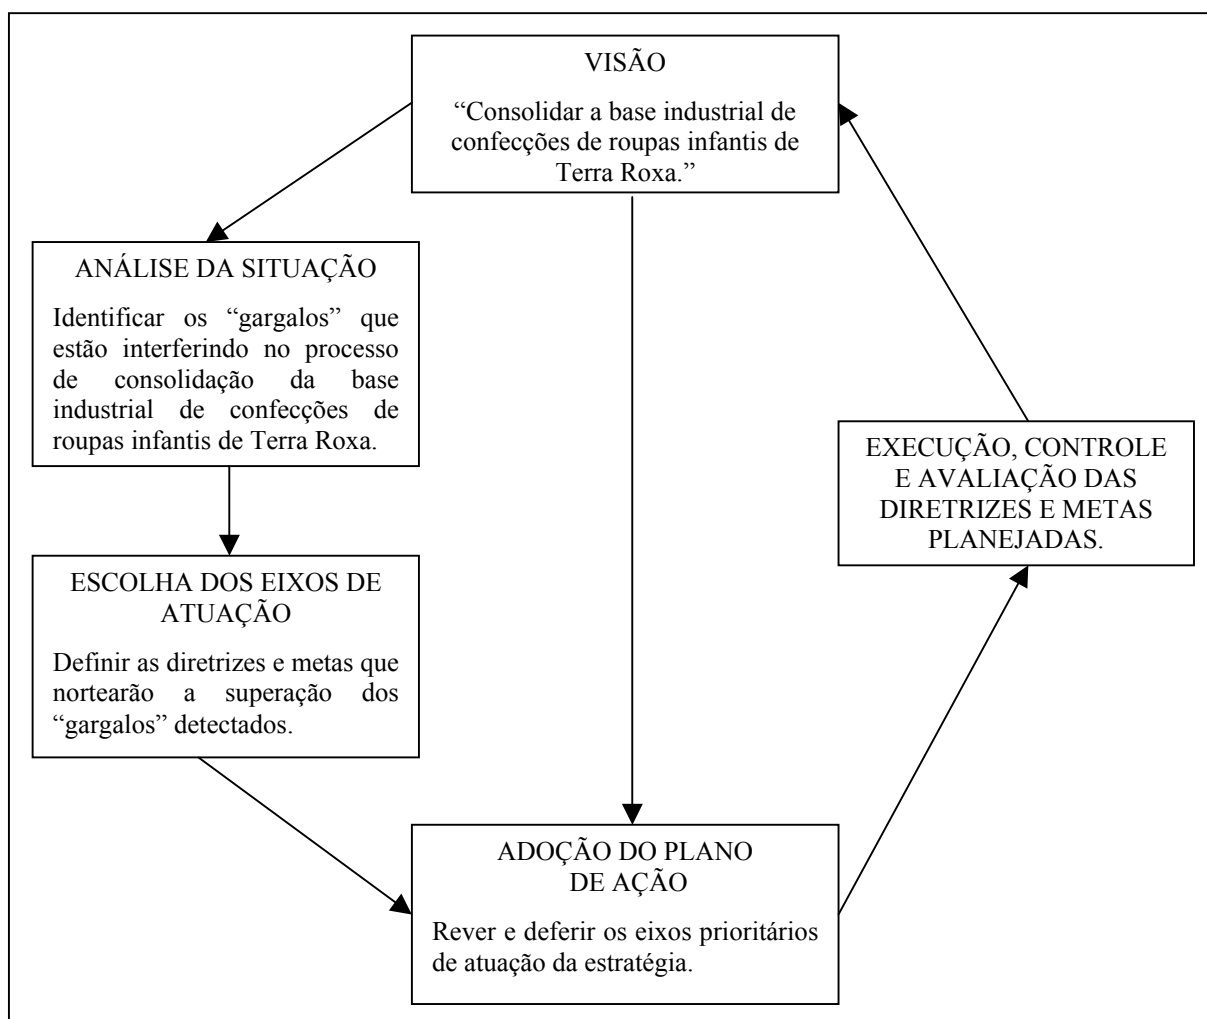 VISÃO
“Consolidar a base industrial de
confecções de roupas infantis de
Terra Roxa.”
ANÁLISE DA SITUAÇÃO
Identificar os “gargalos” que
estão interferindo no processo
de consolidação da base
industrial de confecções de
roupas infantis de Terra Roxa.
ESCOLHA DOS EIXOS DE
ATUAÇÃO
Definir as diretrizes e metas que
nortearão a superação dos
“gargalos” detectados.
ADOÇÃO DO PLANO
DE AÇÃO
Rever e deferir os eixos prioritários
de atuação da estratégia.
EXECUÇÃO, CONTROLE
E AVALIAÇÃO DAS
DIRETRIZES E METAS
PLANEJADAS.